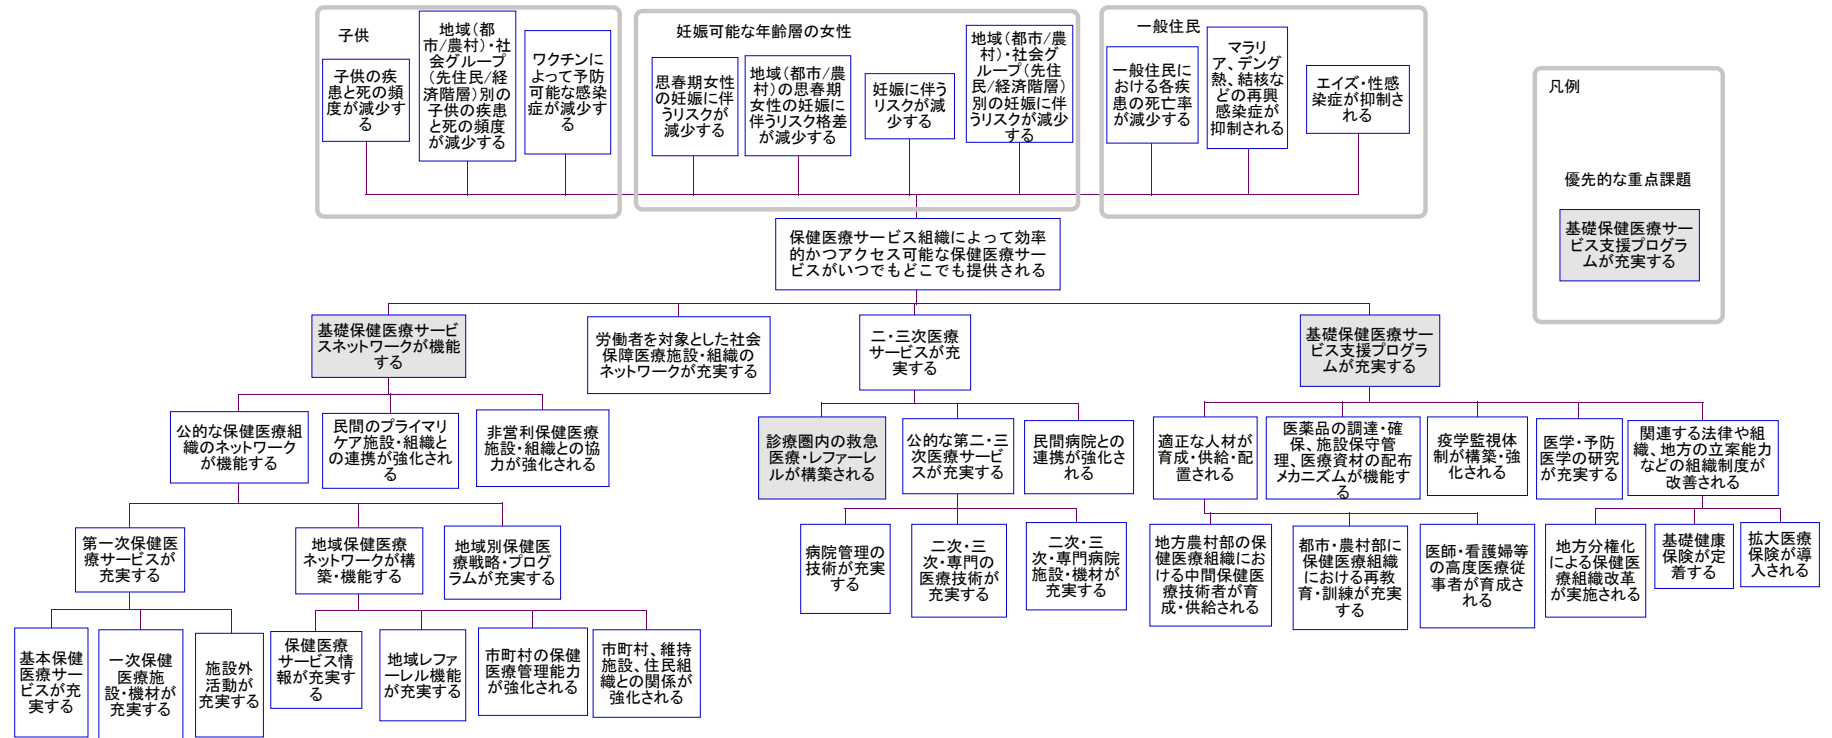 子供
子供の疾
患と死の頻
度が減少す
る
地域（都
市/農村）・社
会グループ
（先住民/経
済階層）別の
子供の疾患
と死の頻度
が減少する
ワクチンに
よって予防
可能な感染
症が減少す
る
妊娠可能な年齢層の女性
思春期女性
の妊娠に伴
うリスクが
減少する
地域（都市/農
村）の思春期
女性の妊娠に
伴うリスク格差
が減少する
妊娠に伴う
リスクが減
少する
地域（都市/農
村）・社会グ
ループ（先住
民/経済階層）
別の妊娠に伴
うリスクが減少
する
一般住民
一般住民に
おける各疾
患の死亡率
が減少する
マラリ
ア、デング
熱、結核な
どの再興
感染症が
抑制される
エイズ・性感
染症が抑制さ
れる
凡例
優先的な重点課題
基礎保健医療サー
ビス支援プログラ
ムが充実する
保健医療サービス組織によって効率
的かつアクセス可能な保健医療サー
ビスがいつでもどこでも提供される
基礎保健医療サービ
スネットワークが機能
する
労働者を対象とした社会
保障医療施設・組織の
ネットワークが充実する
二・三次医療
サービスが充
実する
基礎保健医療サー
ビス支援プログラ
ムが充実する
公的な保健医療組
織のネットワーク
が機能する
民間のプライマリ
ケア施設・組織と
の連携が強化され
る
非営利保健医療
施設・組織との協
力が強化される
診療圏内の救急
医療・レファーレ
ルが構築される
公的な第二・三
次医療サービ
スが充実する
民間病院との
連携が強化さ
れる
適正な人材が
育成・供給・配
置される
医薬品の調達・確
保、施設保守管
理、医療資材の配布
メカニズムが機能す
る
疫学監視体
制が構築・強
化される
医学・予防
医学の研究
が充実する
関連する法律や組
織、地方の立案能力
などの組織制度が
改善される
第一次保健医
療サービスが
充実する
地域保健医療
ネットワークが構
築・機能する
地域別保健医
療戦略・プログ
ラムが充実する
病院管理の
技術が充実
する
二次・三
次・専門の
医療技術が
充実する
二次・三
次・専門病院
施設・機材が
充実する
地方農村部の保
健医療組織にお
ける中間保健医
療技術者が育
成・供給される
都市・農村部に
保健医療組織
における再教
育・訓練が充実
する
医師・看護婦等
の高度医療従
事者が育成さ
れる
地方分権化
による保健医
療組織改革
が実施される
基礎健康
保険が定
着する
拡大医療
保険が導
入される
基本保健
医療サー
ビスが充
実する
一次保健
医療施
設・機材が
充実する
施設外
活動が
充実する
保健医療
サービス情
報が充実す
る
地域レファ
ーレル機能
が充実する
市町村の保健
医療管理能力
が強化される
市町村、維持
施設、住民組
織との関係が
強化される